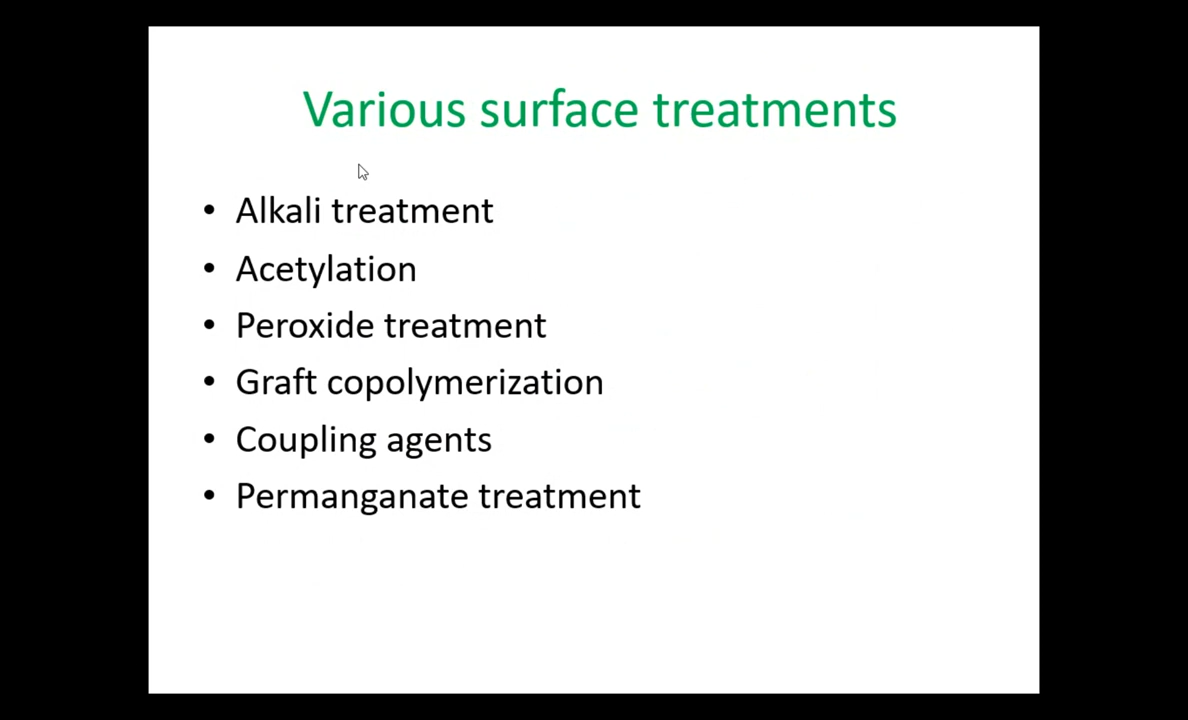 Various surface treatments
• Alkali treatment
• Acetylation
• Peroxide treatment
• Graft copolymerization
• Coupling agents
• Permanganate treatment